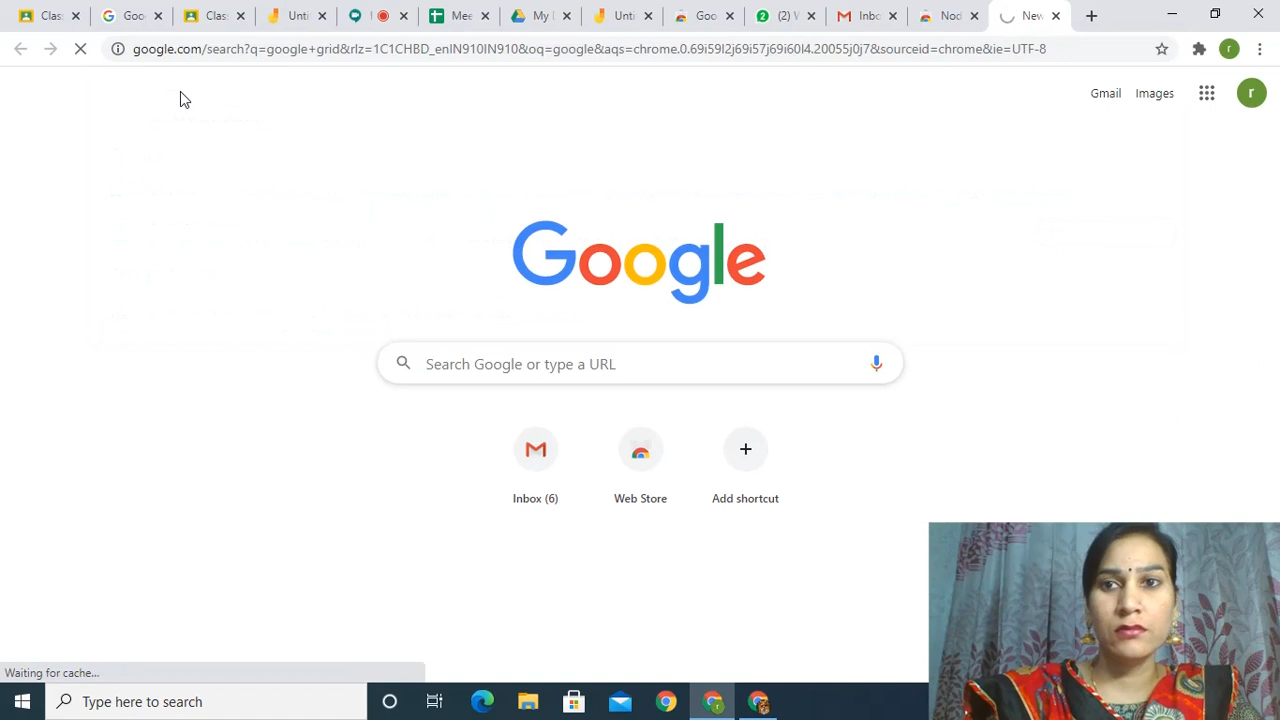 Class
Goo
Class
Unti
Mee
My D
Unti
Goo
(2) W
Inbo
Nod
New
google.com/search?q=google+grid&rlz=1C1CHBD_enIN910IN910&oq=google&aqs=chrome.0.69i59l2j69i57j69i60l4.20055j0j7&sourceid=chrome&ie=UTF-8
r
Gmail Images r
Google
Search Google or type a URL
Inbox (6) Web Store Add shortcut
Waiting for cache...
Type here to search